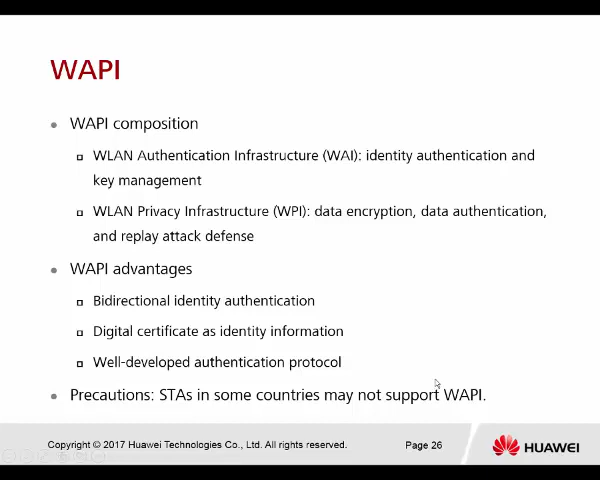 WAPI
WAPI composition
WLAN Authentication Infrastructure (WAI): identity authentication and
key management
WLAN Privacy Infrastructure (WPI): data encryption, data authentication,
and replay attack defense
WAPI advantages
Bidirectional identity authentication
Digital certificate as identity information
Well-developed authentication protocol
Precautions: STAs in some countries may not support WAPI.
Copyright © 2017 Huawei Technologies Co., Ltd. All rights reserved.
Page 26
HUAWEI